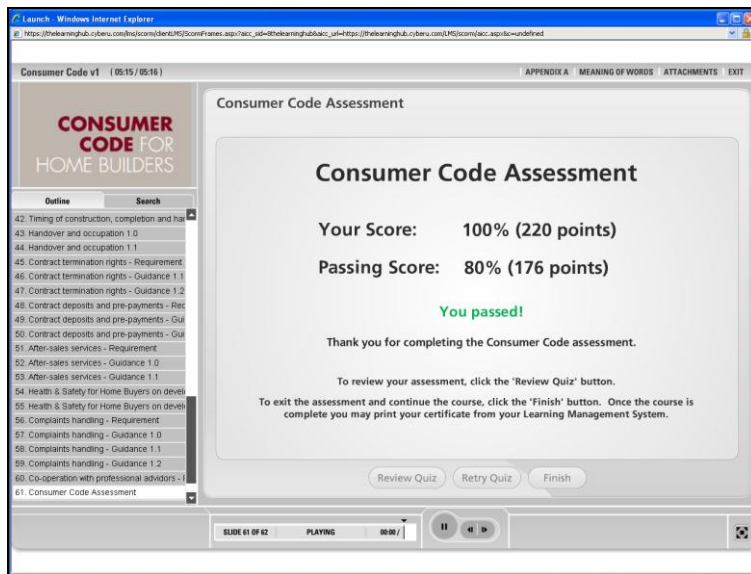 Launch - Windows Internet Explorer
https://thelearninghub.cyberu.com/lms/scorm/clientLMS/ScormFrames.aspx?aicc_sid=8thelearninghub&aicc_url=https://thelearninghub.cyberu.com/LMS/scorm/aicc.aspx&c=undefined
Consumer Code v1 ( 05:15 / 05:16 )
APPENDIX A MEANING OF WORDS ATTACHMENTS EXIT
CONSUMER
CODE FOR
HOME BUILDERS
Outline Search
42. Timing of construction, completion and han
43. Handover and occupation 1.0
44. Handover and occupation 1.1
45. Contract termination rights - Requirement
46. Contract termination rights - Guidance 1.1
47. Contract termination rights - Guidance 1.2
48. Contract deposits and pre-payments - Rec
49. Contract deposits and pre-payments - Gui
50. Contract deposits and pre-payments - Gui
51. After-sales services - Requirement
52. After-sales services - Guidance 1.0
53. After-sales services - Guidance 1.1
54. Health & Safety for Home Buyers on devel
55. Health & Safety for Home Buyers on devel
56. Complaints handling - Requirement
57. Complaints handling - Guidance 1.0
58. Complaints handling - Guidance 1.1
59. Complaints handling - Guidance 1.2
60. Co-operation with professional advidors - F
61. Consumer Code Assessment
Consumer Code Assessment
Consumer Code Assessment
Your Score: 100% (220 points)
Passing Score: 80% (176 points)
You passed!
Thank you for completing the Consumer Code assessment.
To review your assessment, click the 'Review Quiz' button.
To exit the assessment and continue the course, click the 'Finish' button. Once the course is
complete you may print your certificate from your Learning Management System.
Review Quiz Retry Quiz Finish
SLIDE 61 OF 62 PLAYING 00:00 /